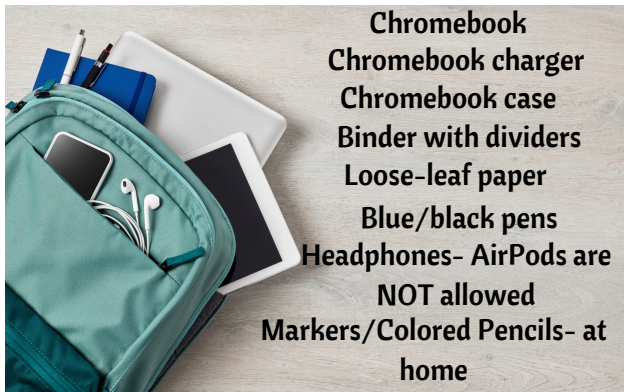 Chromebook
Chromebook charger
Chromebook case
Binder with dividers
Loose-leaf paper
Blue/black pens
Headphones- AirPods are
NOT allowed
Markers/Colored Pencils- at
home